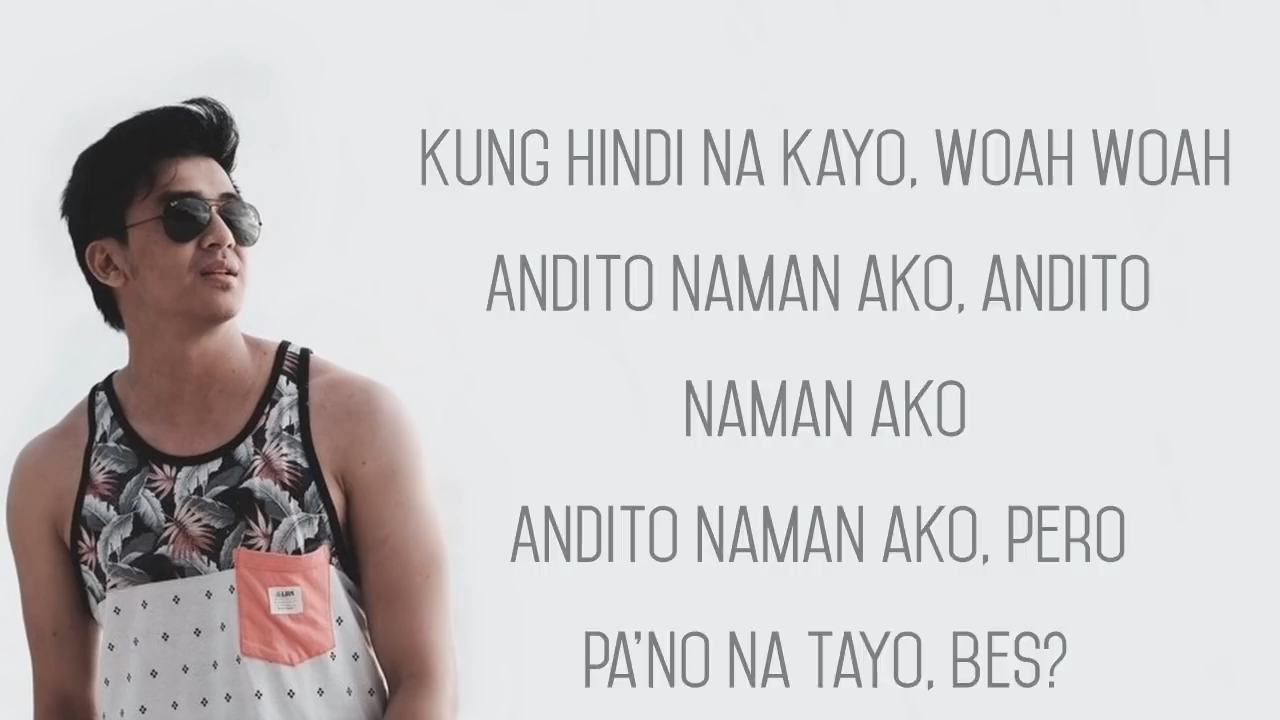 KUNG HINDI NA KAYO, WOAH WOAH
ANDITO NAMAN AKO, ANDITO
NAMAN AKO
ANDITO NAMAN AKO, PERO
PA'NO NA TAYO, BES?